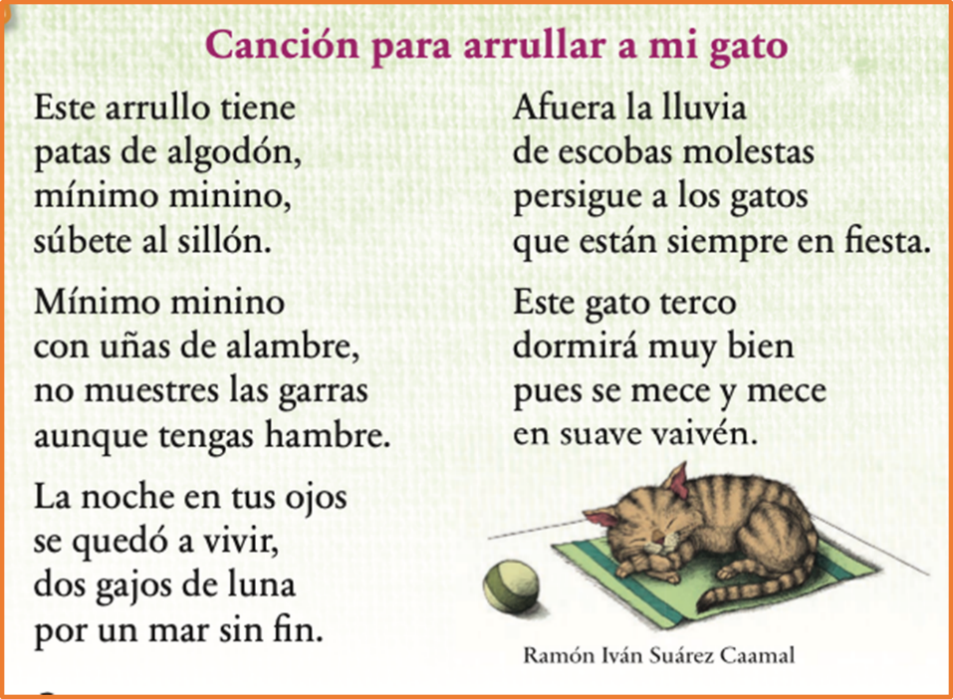 Canción para arrullar a mi gato
Este arrullo tiene
patas de algodón,
mínimo minino,
súbete al sillón.
Mínimo minino
con uñas de alambre,
no muestres las garras
aunque tengas hambre.
La noche en tus ojos
se quedó a vivir,
dos gajos de luna
por un mar sin fin.
Afuera la lluvia
de escobas molestas
persigue a los gatos
que están siempre en fiesta.
Este gato terco
dormirá muy bien
pues se mece y mece
en suave vaivén.
Ramón Iván Suárez Caamal